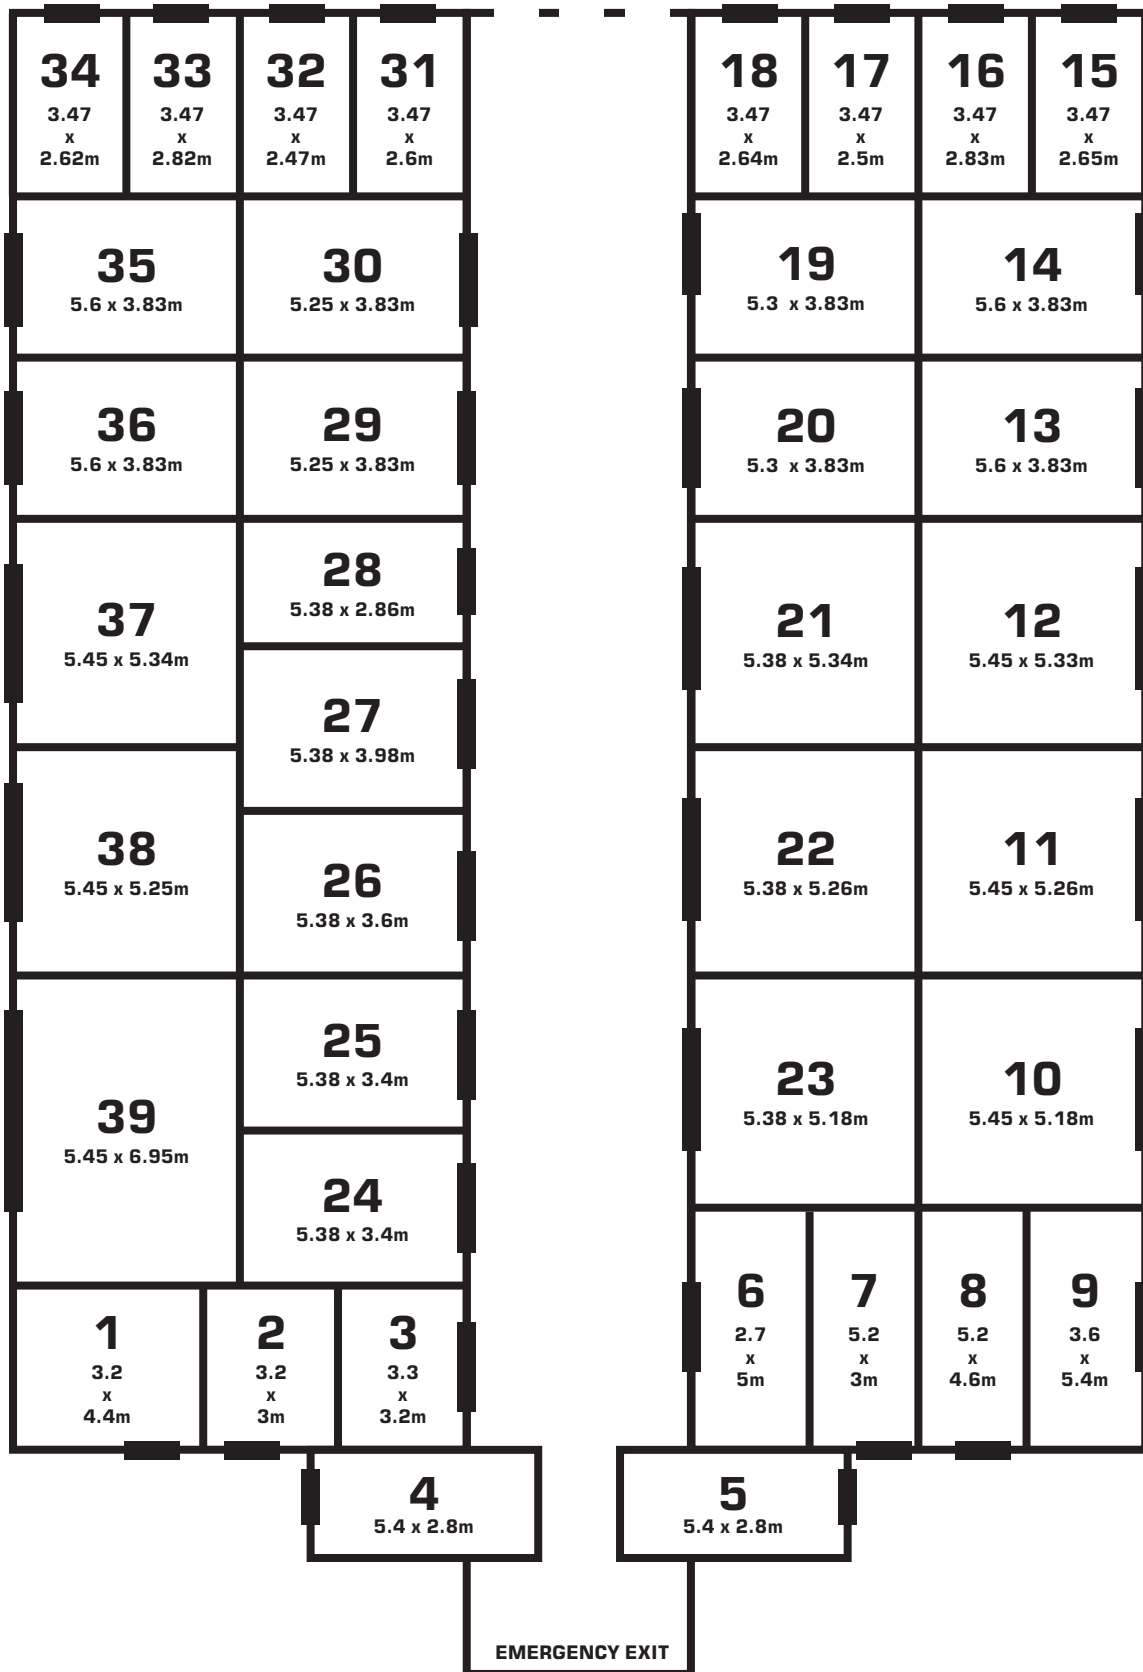 34
3.47
x
2.62m
33
3.47
x
2.82m
32
3.47
x
2.47m
31
3.47
x
2.6m
18
3.47
x
2.64m
17
3.47
x
2.5m
16
3.47
x
2.83m
15
3.47
x
2.65m
35
5.6 x 3.83m
30
5.25 x 3.83m
19
5.3 x 3.83m
14
5.6 x 3.83m
36
5.6 x 3.83m
29
5.25 x 3.83m
20
5.3 x 3.83m
13
5.6 x 3.83m
37
5.45 x 5.34m
28
5.38 x 2.86m
27
5.38 x 3.98m
21
5.38 x 5.34m
12
5.45 x 5.33m
38
5.45 x 5.25m
26
5.38 x 3.6m
22
5.38 x 5.26m
11
5.45 x 5.26m
39
5.45 x 6.95m
25
5.38 x 3.4m
24
5.38 x 3.4m
23
5.38 x 5.18m
10
5.45 x 5.18m
1
3.2
x
4.4m
2
3.2
x
3m
3
3.3
x
3.2m
6
2.7
x
5m
7
5.2
x
3m
8
5.2
x
4.6m
9
3.6
x
5.4m
4
5.4 x 2.8m
5
5.4 x 2.8m
EMERGENCY EXIT